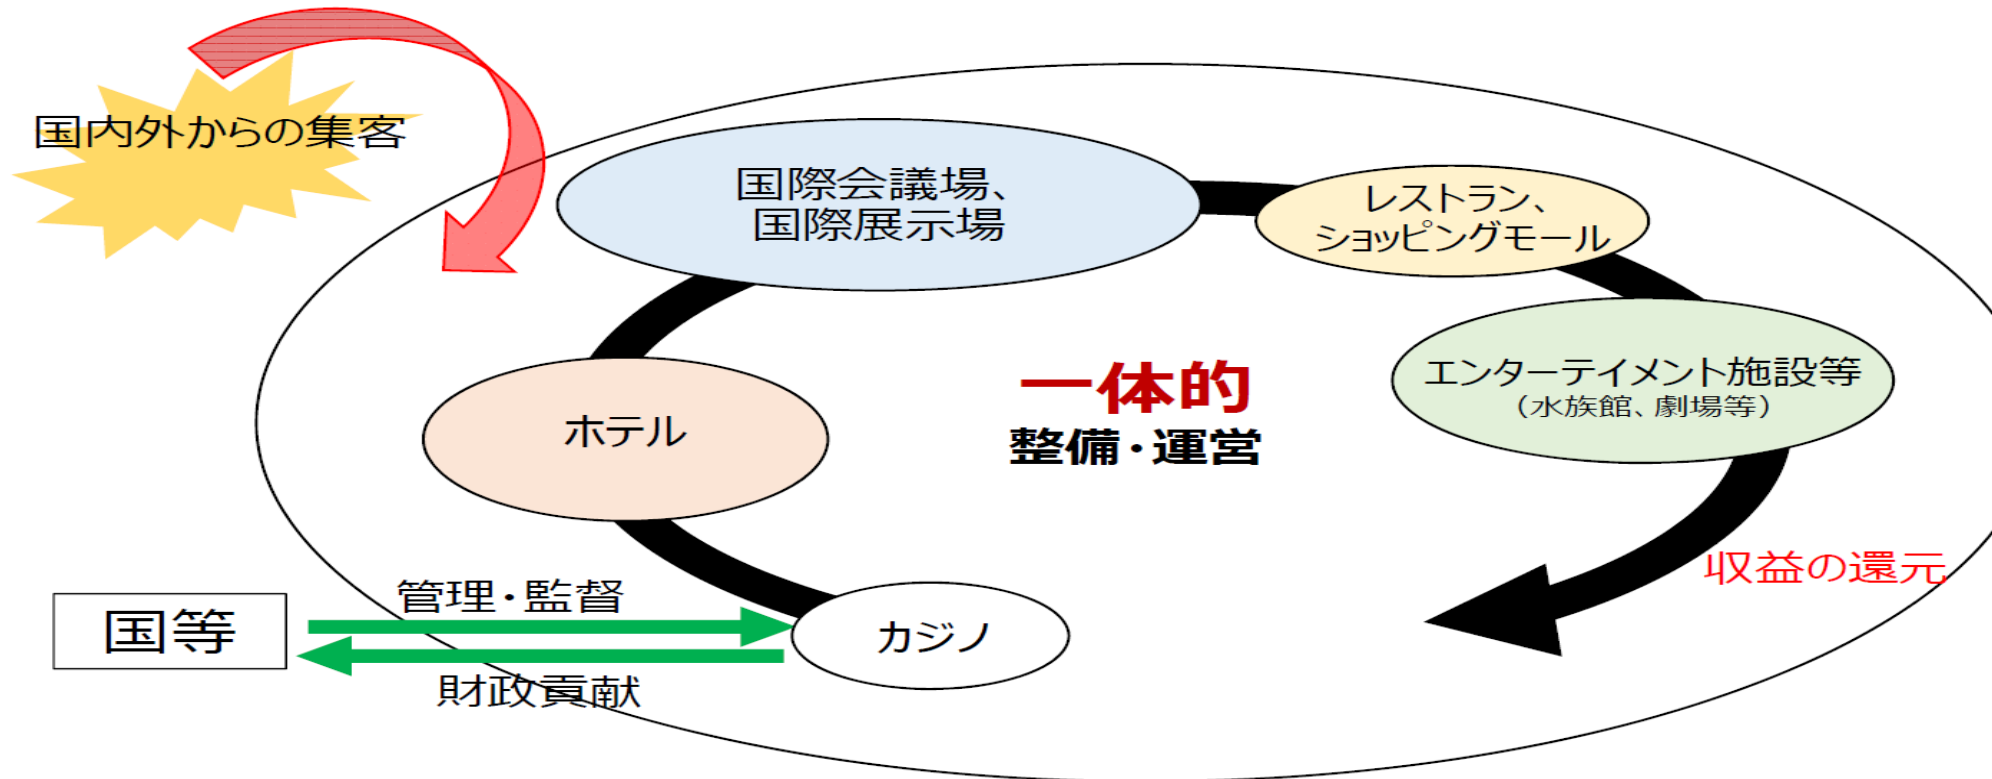 国内外からの集客
国際会議場、
国際展示場
レストラン、
ショッピングモール
エンターテイメント施設等
（水族館、劇場等）
一体的
整備・運営
ホテル
収益の還元
管理・監督
国等
カジノ
財政貢献